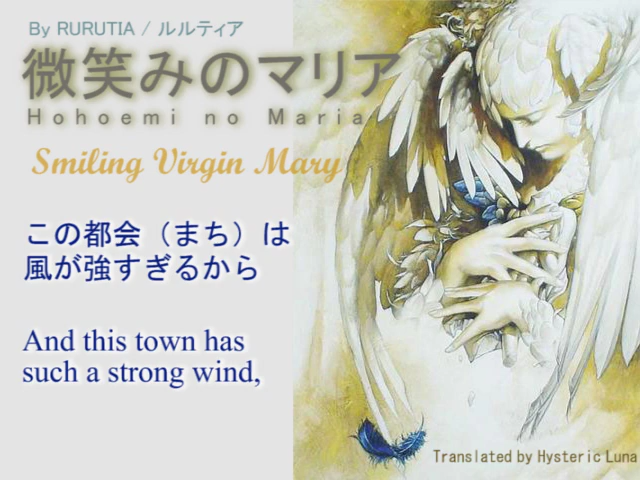 By RURUTIA / ルルティア
微笑みのマリア
Hohoemi no Maria
Smiling Virgin Mary
この都会（まち）は
風が強すぎるから
And this town has
such a strong wind,
Translated by Hysteric Luna